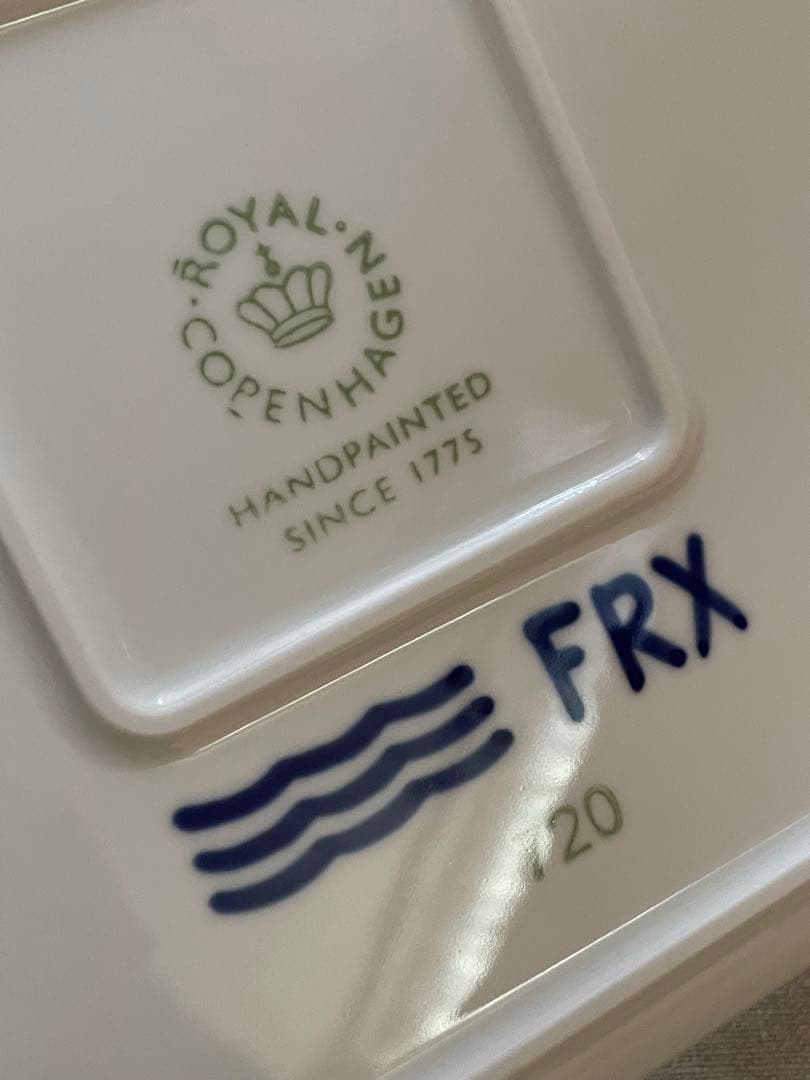 ROYAL · COPENHAGEN ·
HANDPAINTED
SINCE 1775
FRX